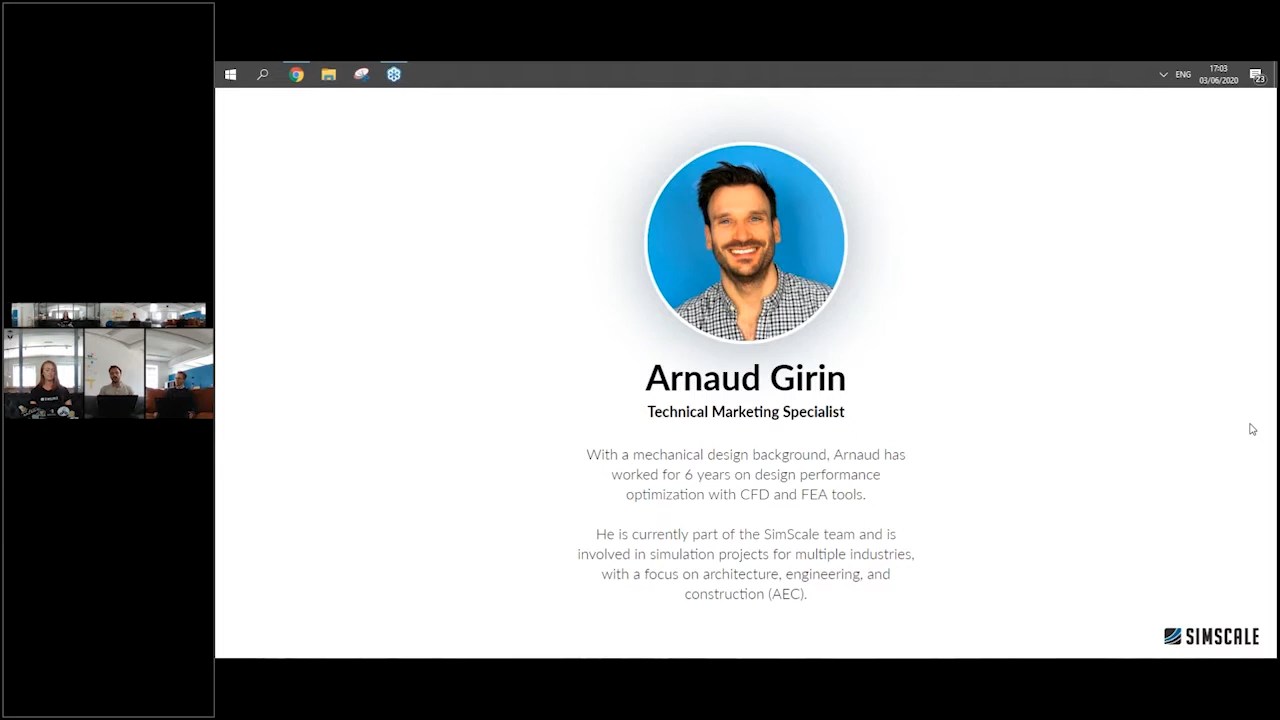 ENG
17:03
03/06/2020
23
Arnaud Girin
Technical Marketing Specialist
With a mechanical design background, Arnaud has
worked for 6 years on design performance
optimization with CFD and FEA tools.
He is currently part of the SimScale team and is
involved in simulation projects for multiple industries,
with a focus on architecture, engineering, and
construction (AEC).
SIMSCALE